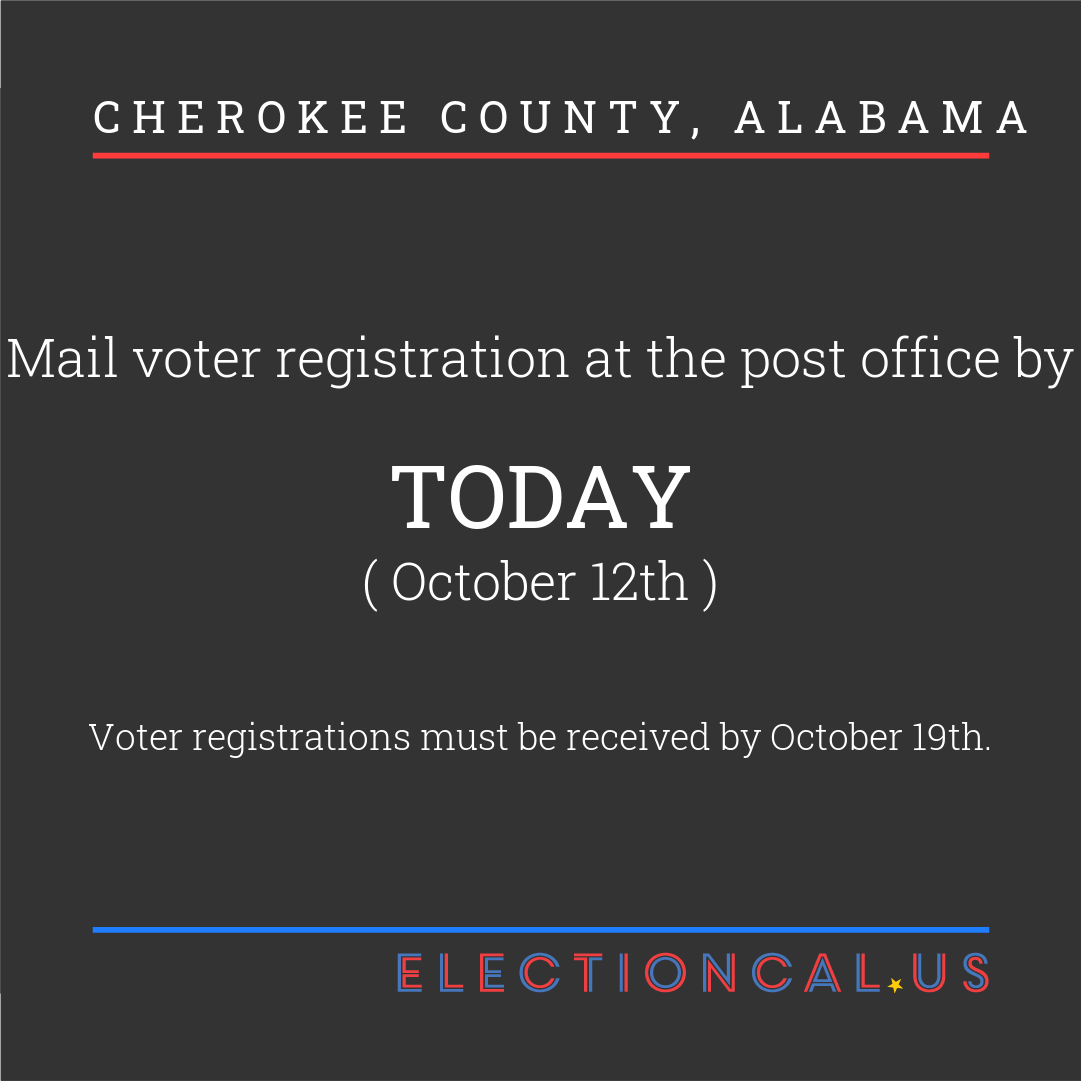 CHEROKEE COUNTY, ALABAMA
Mail voter registration at the post office by
TODAY
( October 12th )
Voter registrations must be received by October 19th.
ELECTIONCAL.US